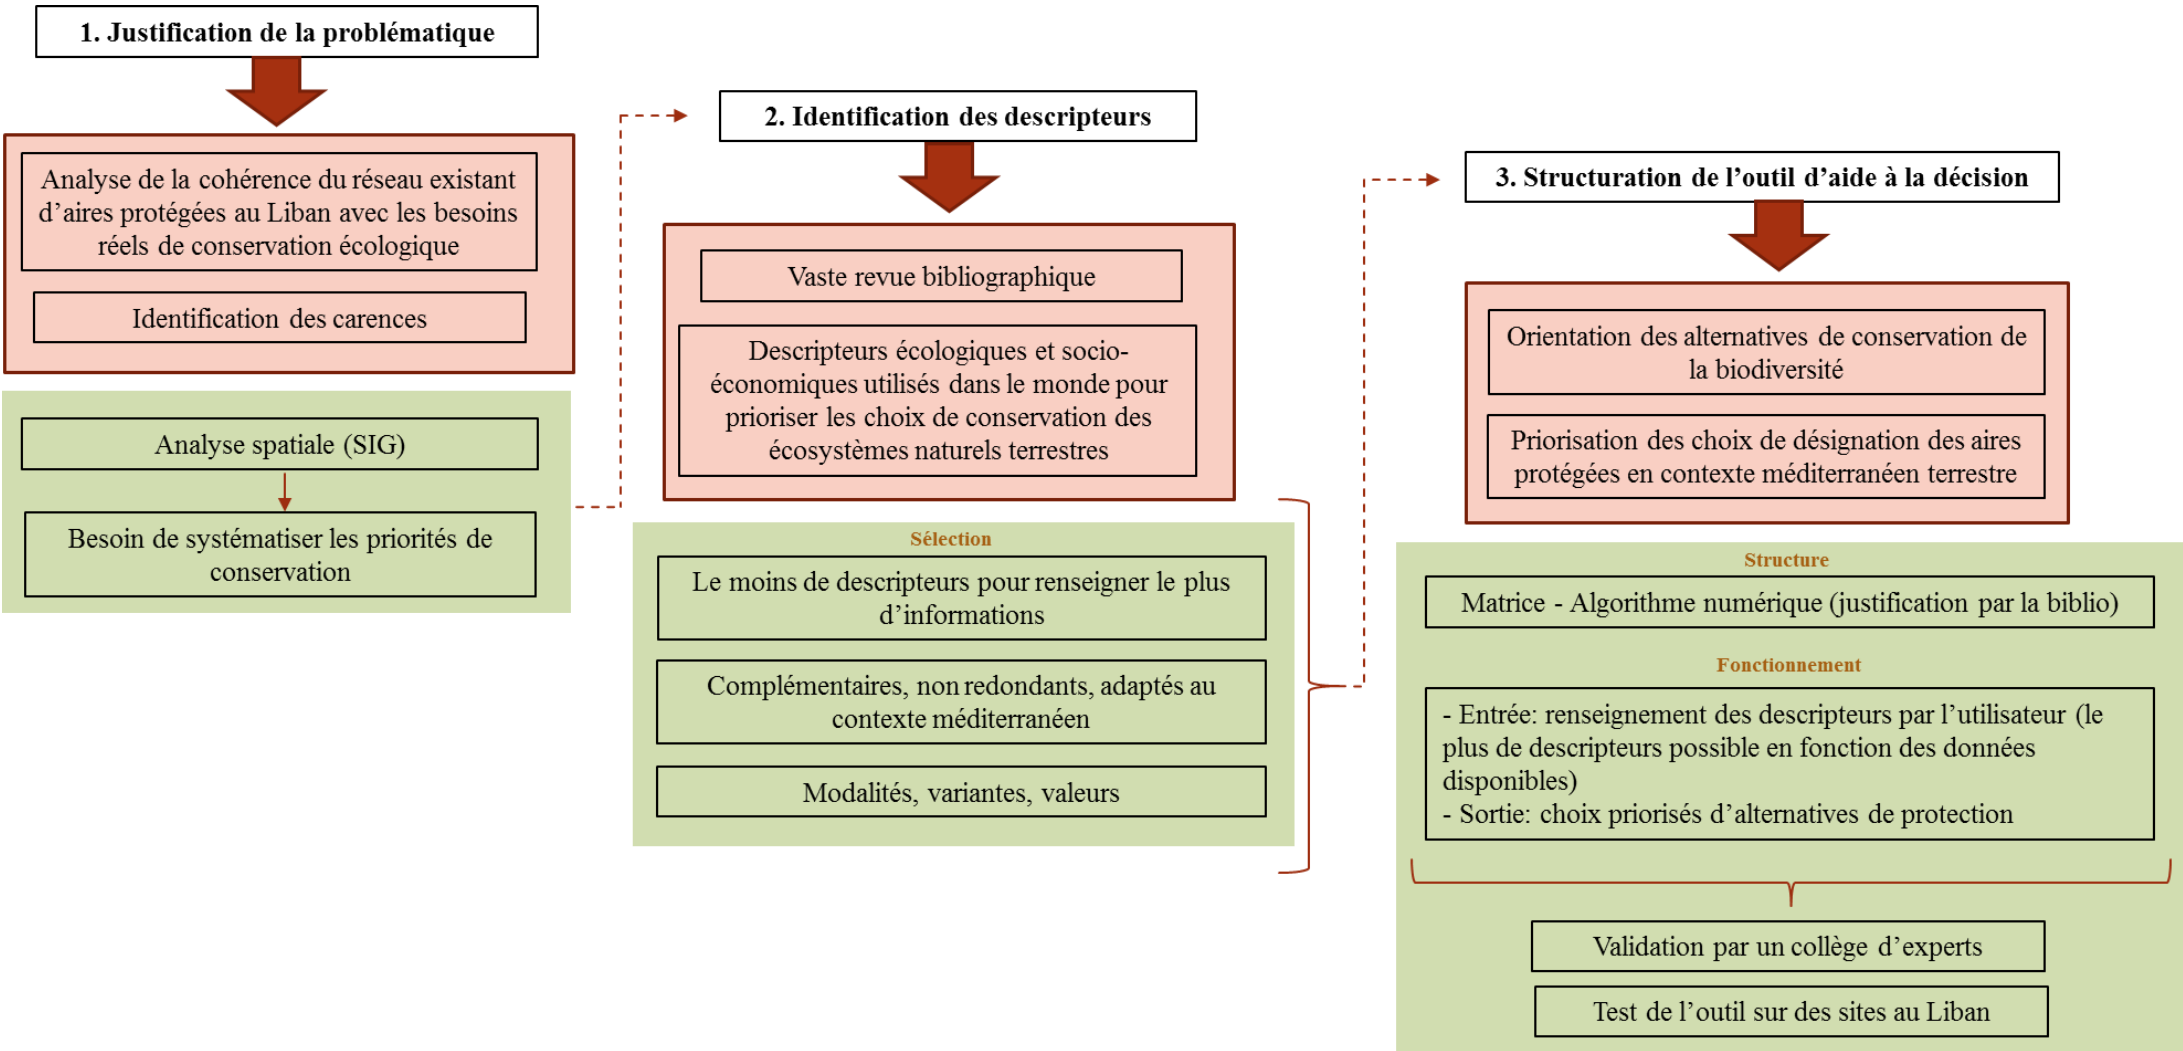 1. Justification de la problématique
Analyse de la cohérence du réseau existant
d’aires protégées au Liban avec les besoins
réels de conservation écologique
Identification des carences
Analyse spatiale (SIG)
Besoin de systématiser les priorités de
conservation
2. Identification des descripteurs
Vaste revue bibliographique
Descripteurs écologiques et socio-
économiques utilisés dans le monde pour
prioriser les choix de conservation des
écosystèmes naturels terrestres
Sélection
Le moins de descripteurs pour renseigner le plus
d’informations
Complémentaires, non redondants, adaptés au
contexte méditerranéen
Modalités, variantes, valeurs
3. Structuration de l’outil d’aide à la décision
Orientation des alternatives de conservation de
la biodiversité
Priorisation des choix de désignation des aires
protégées en contexte méditerranéen terrestre
Structure
Matrice - Algorithme numérique (justification par la biblio)
Fonctionnement
- Entrée: renseignement des descripteurs par l’utilisateur (le
plus de descripteurs possible en fonction des données
disponibles)
- Sortie: choix priorisés d’alternatives de protection
Validation par un collège d’experts
Test de l’outil sur des sites au Liban